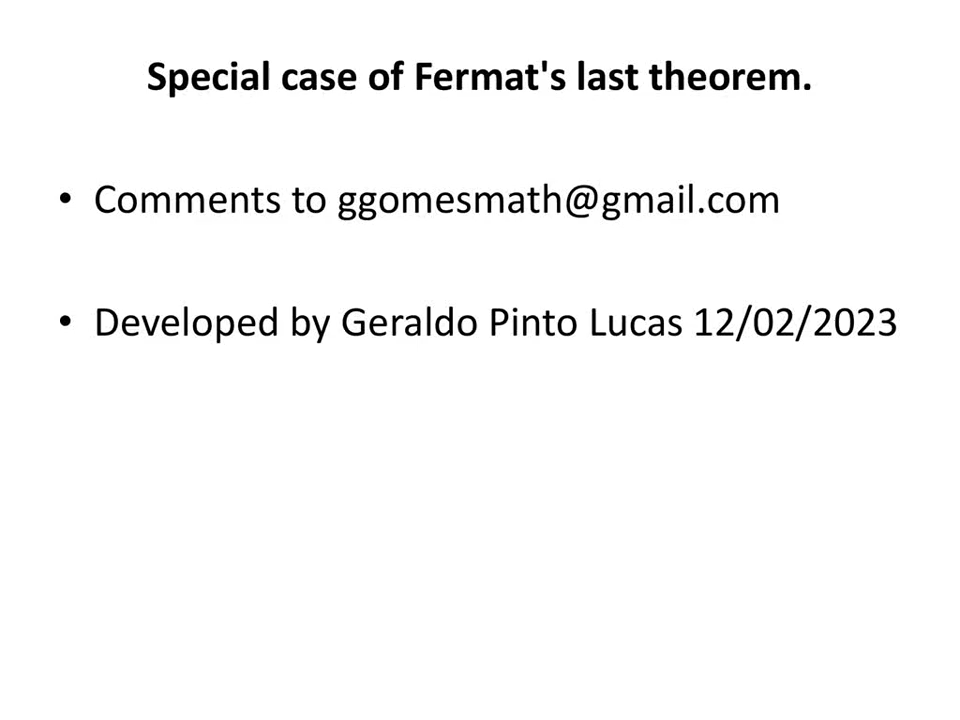 Special case of Fermat's last theorem.
• Comments to ggomesmath@gmail.com
• Developed by Geraldo Pinto Lucas 12/02/2023